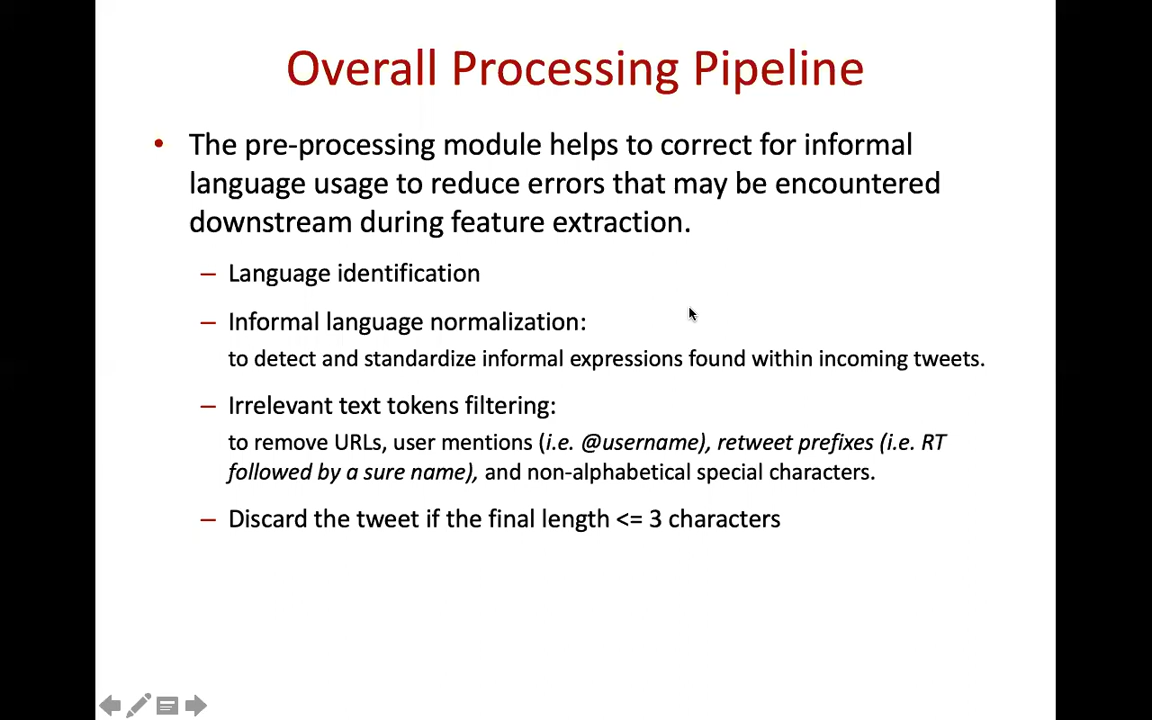 Overall Processing Pipeline
• The pre-processing module helps to correct for informal
language usage to reduce errors that may be encountered
downstream during feature extraction.
– Language identification
– Informal language normalization:
to detect and standardize informal expressions found within incoming tweets.
– Irrelevant text tokens filtering:
to remove URLs, user mentions (i.e. @username), retweet prefixes (i.e. RT
followed by a sure name), and non-alphabetical special characters.
– Discard the tweet if the final length <= 3 characters